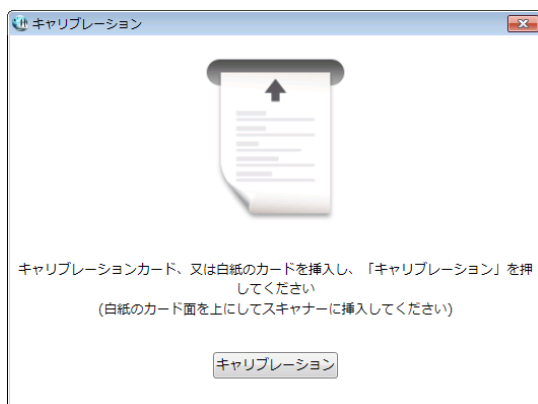 キャリブレーション
キャリブレーションカード、又は白紙のカードを挿入し、「キャリブレーション」を押
してください
(白紙のカード面を上にしてスキャナーに挿入してください)
キャリブレーション